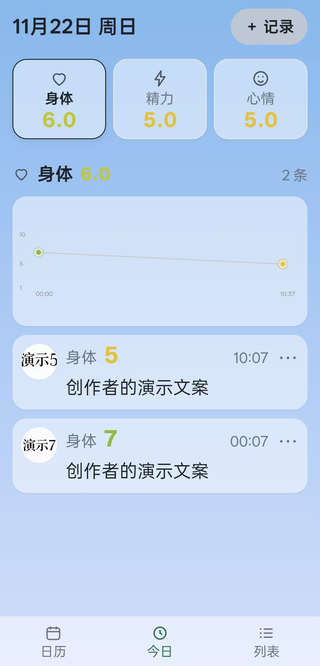 11月22日 周日
+ 记录
身体
6.0
精力
5.0
心情
5.0
身体 6.0
2 条
10
5
1
00:00
10:37
演示5
身体 5
10:07
创作者的演示文案
演示7
身体 7
00:07
创作者的演示文案
日历
今日
列表